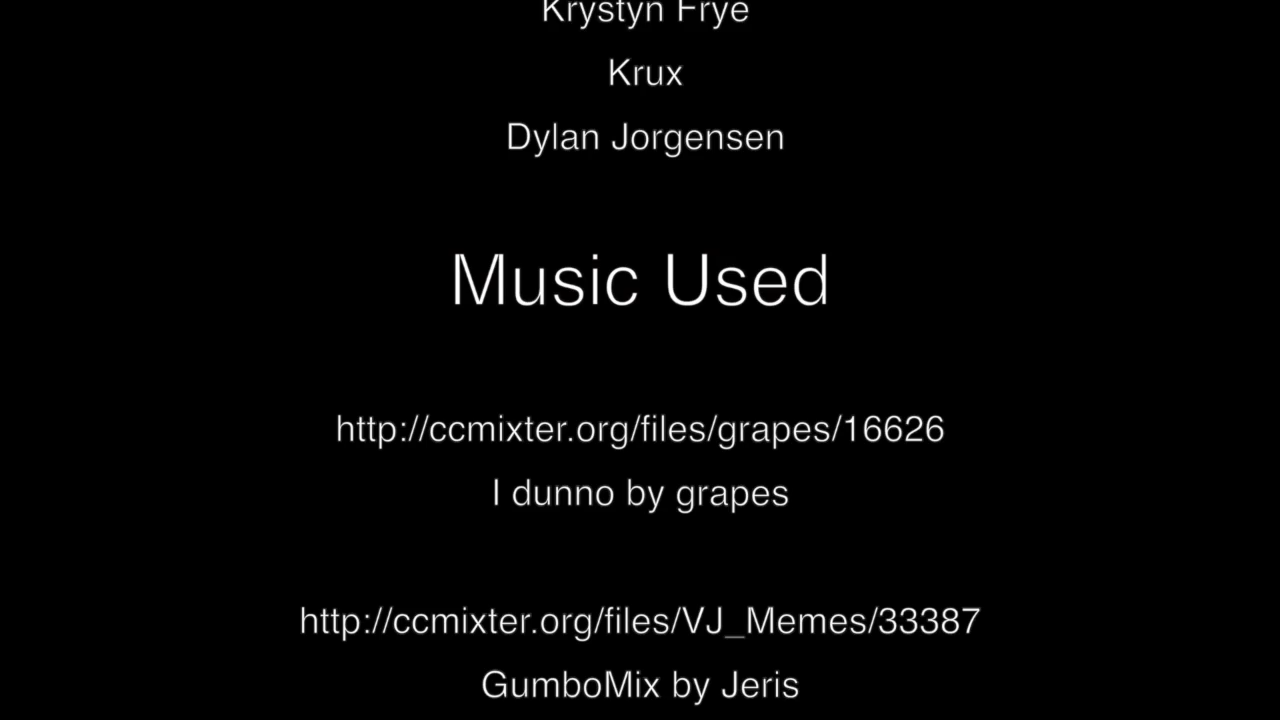 Krystyn Frye
Krux
Dylan Jorgensen
Music Used
http://ccmixter.org/files/grapes/16626
I dunno by grapes
http://ccmixter.org/files/VJ_Memes/33387
GumboMix by Jeris